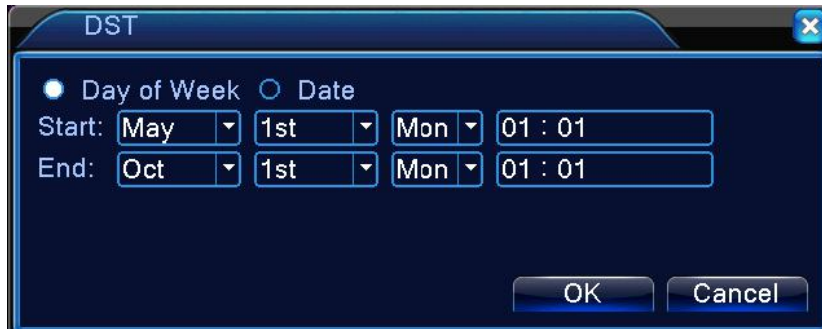 DST
Day of Week Date
Start: May 1st Mon 01 : 01
End: Oct 1st Mon 01 : 01
OK Cancel